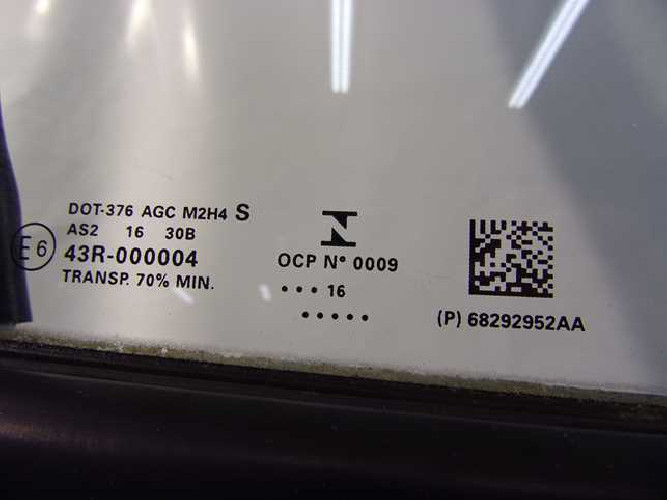 DOT-376 AGC M2H4 S
AS2 16 30B
E6 43R-000004
TRANSP. 70% MIN.
N
OCP N° 0009
••• 16
•••••
(P) 68292952AA